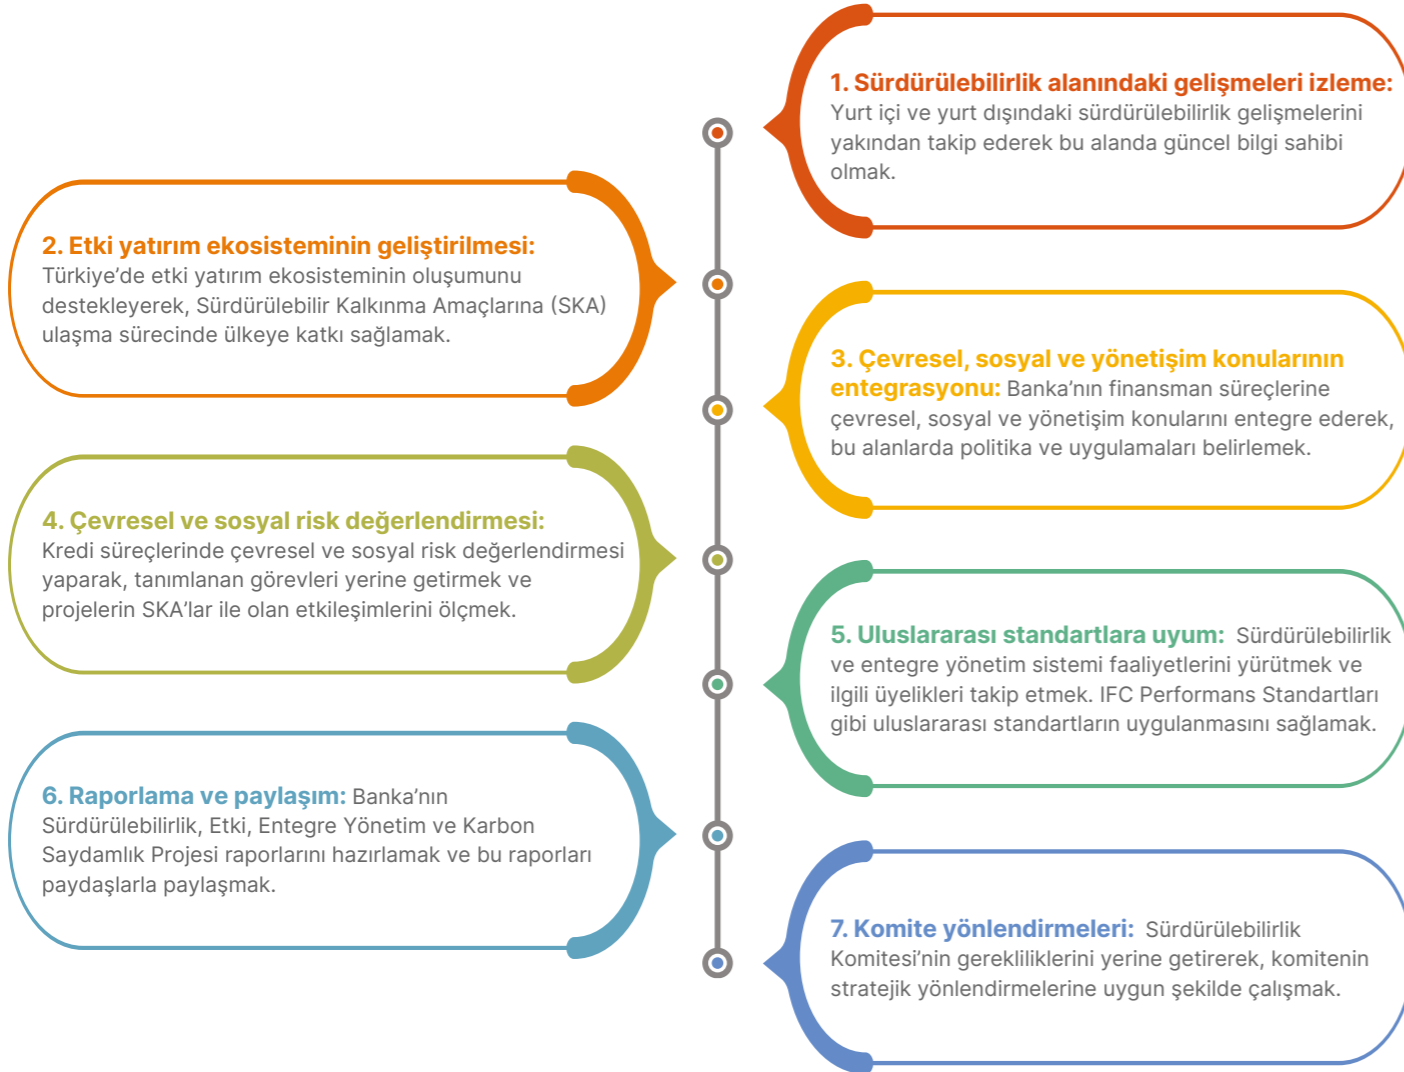 1. Sürdürülebilirlik alanındaki gelişmeleri izleme:
Yurt içi ve yurt dışındaki sürdürülebilirlik gelişmelerini
yakından takip ederek bu alanda güncel bilgi sahibi
olmak.
2. Etki yatırım ekosisteminin geliştirilmesi:
Türkiye’de etki yatırım ekosisteminin oluşumunu
destekleyerek, Sürdürülebilir Kalkınma Amaçlarına (SKA)
ulaşma sürecinde ülkeye katkı sağlamak.
3. Çevresel, sosyal ve yönetişim konularının
entegrasyonu: Banka’nın finansman süreçlerine
çevresel, sosyal ve yönetişim konularını entegre ederek,
bu alanlarda politika ve uygulamaları belirlemek.
4. Çevresel ve sosyal risk değerlendirmesi:
Kredi süreçlerinde çevresel ve sosyal risk değerlendirmesi
yaparak, tanımlanan görevleri yerine getirmek ve
projelerin SKA’lar ile olan etkileşimlerini ölçmek.
5. Uluslararası standartlara uyum: Sürdürülebilirlik
ve entegre yönetim sistemi faaliyetlerini yürütmek ve
ilgili üyelikleri takip etmek. IFC Performans Standartları
gibi uluslararası standartların uygulanmasını sağlamak.
6. Raporlama ve paylaşım: Banka’nın
Sürdürülebilirlik, Etki, Entegre Yönetim ve Karbon
Saydamlık Projesi raporlarını hazırlamak ve bu raporları
paydaşlarla paylaşmak.
7. Komite yönlendirmeleri: Sürdürülebilirlik
Komitesi’nin gerekliliklerini yerine getirerek, komitenin
stratejik yönlendirmelerine uygun şekilde çalışmak.